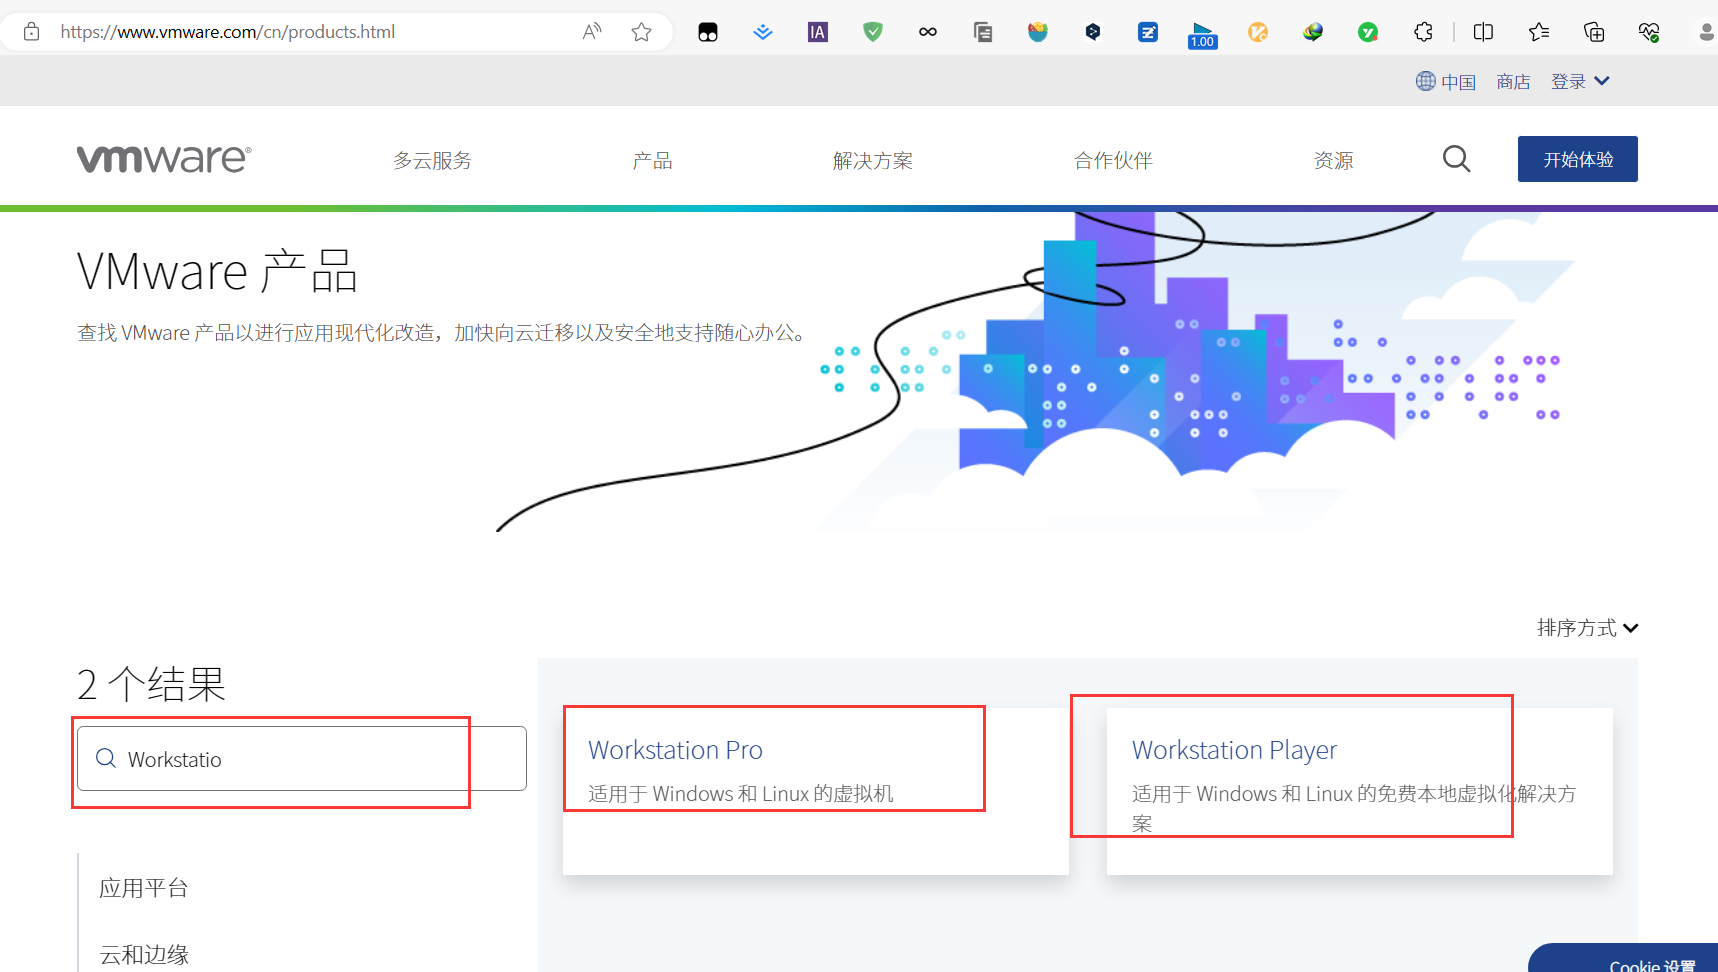 https://www.vmware.com/cn/products.html
A
IA
1.00
中国 商店 登录
vmware®
多云服务 产品 解决方案 合作伙伴 资源 开始体验
VMware 产品
查找 VMware 产品以进行应用现代化改造，加快向云迁移以及安全地支持随心办公。
排序方式
2 个结果
Workstatio
应用平台
云和边缘
Workstation Pro
适用于 Windows 和 Linux 的虚拟机
Workstation Player
适用于 Windows 和 Linux 的免费本地虚拟化解决方
案
Cookie 设置